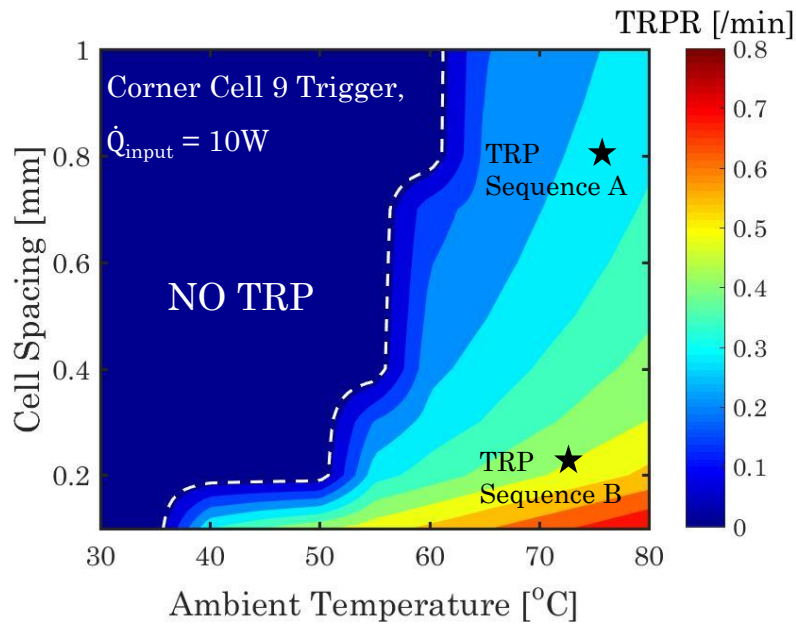 TRPR [/min]
Corner Cell 9 Trigger,
Q̇input = 10W
NO TRP
TRP
Sequence A
TRP
Sequence B
Cell Spacing [mm]
1
0.8
0.6
0.4
0.2
30
40
50
60
70
80
Ambient Temperature [°C]
0.8
0.7
0.6
0.5
0.4
0.3
0.2
0.1
0